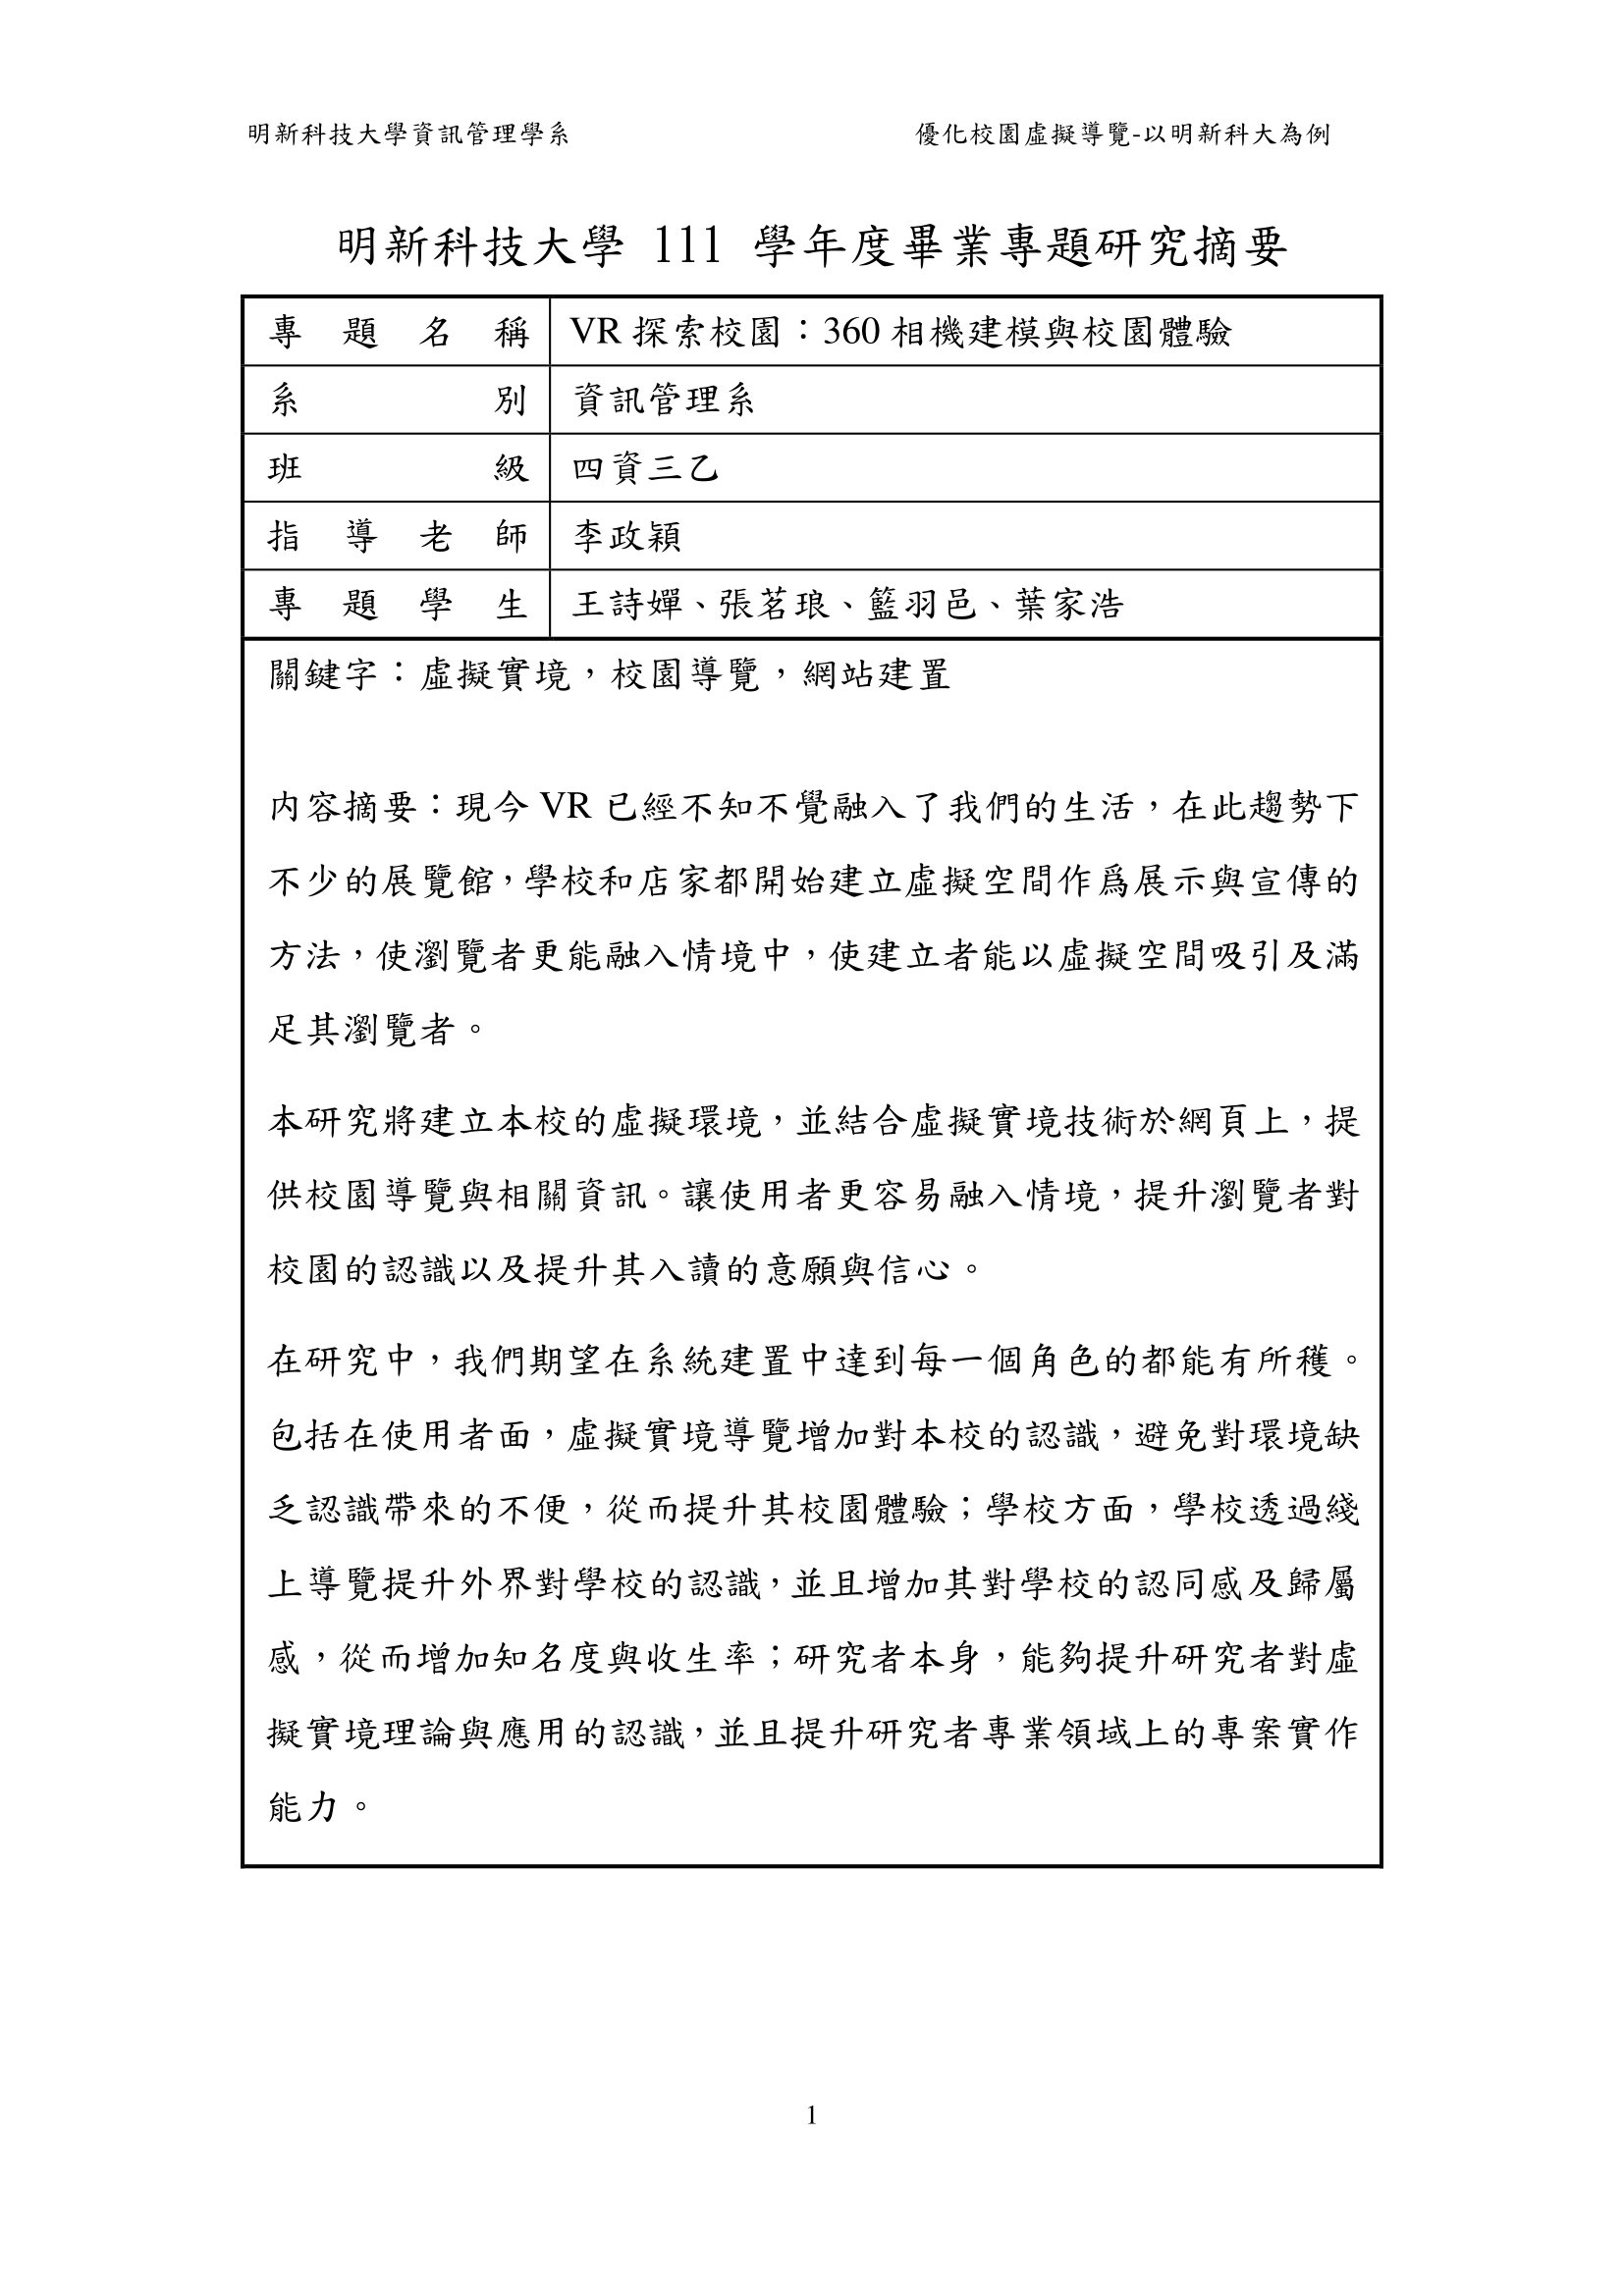 明新科技大學資訊管理學系 優化校園虛擬導覽-以明新科大為例
明新科技大學 111 學年度畢業專題研究摘要
專題名稱 VR 探索校園：360 相機建模與校園體驗
系別 資訊管理系
班級 四資三乙
指導老師 李政穎
專題學生 王詩嬋、張茗琅、籃羽邑、葉家浩
關鍵字：虛擬實境，校園導覽，網站建置
內容摘要：現今 VR 已經不知不覺融入了我們的生活，在此趨勢下
不少的展覽館，學校和店家都開始建立虛擬空間作爲展示與宣傳的
方法，使瀏覽者更能融入情境中，使建立者能以虛擬空間吸引及滿
足其瀏覽者。
本研究將建立本校的虛擬環境，並結合虛擬實境技術於網頁上，提
供校園導覽與相關資訊。讓使用者更容易融入情境，提升瀏覽者對
校園的認識以及提升其入讀的意願與信心。
在研究中，我們期望在系統建置中達到每一個角色的都能有所穫。
包括在使用者面，虛擬實境導覽增加對本校的認識，避免對環境缺
乏認識帶來的不便，從而提升其校園體驗；學校方面，學校透過綫
上導覽提升外界對學校的認識，並且增加其對學校的認同感及歸屬
感，從而增加知名度與收生率；研究者本身，能夠提升研究者對虛
擬實境理論與應用的認識，並且提升研究者專業領域上的專案實作
能力。
1